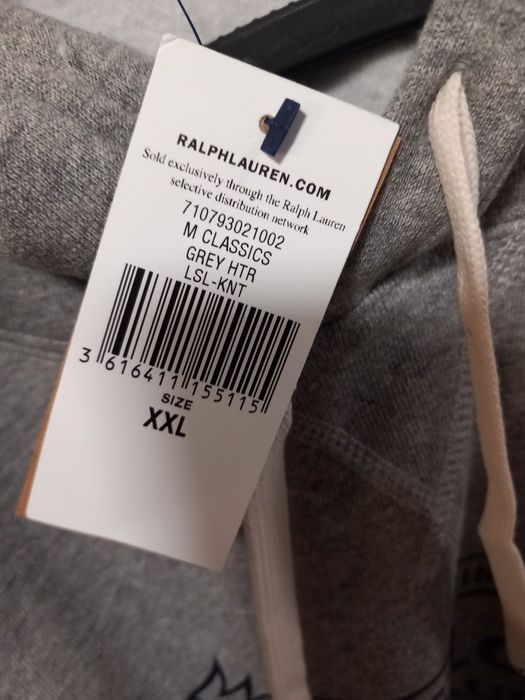 RALPHLAUREN.COM
Sold exclusively through the Ralph Lauren
selective distribution network
710793021002
M CLASSICS
GREY HTR
LSL-KNT
3 616411 155115
SIZE
XXL